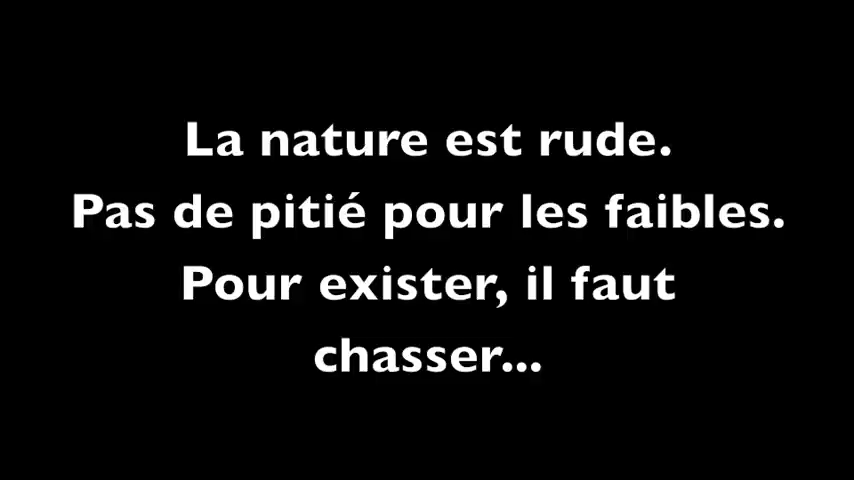 La nature est rude.
Pas de pitié pour les faibles.
Pour exister, il faut
chasser...